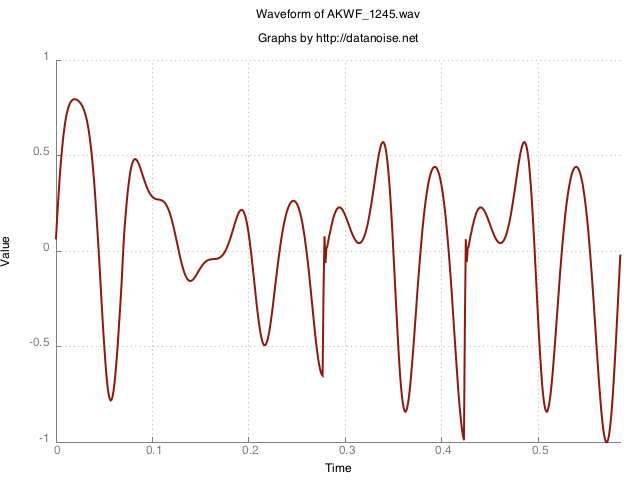 Waveform of AKWF_1245.wav
Graphs by http://datanoise.net
1
0.5
0
-0.5
-1
Value
0 0.1 0.2 0.3 0.4 0.5
Time